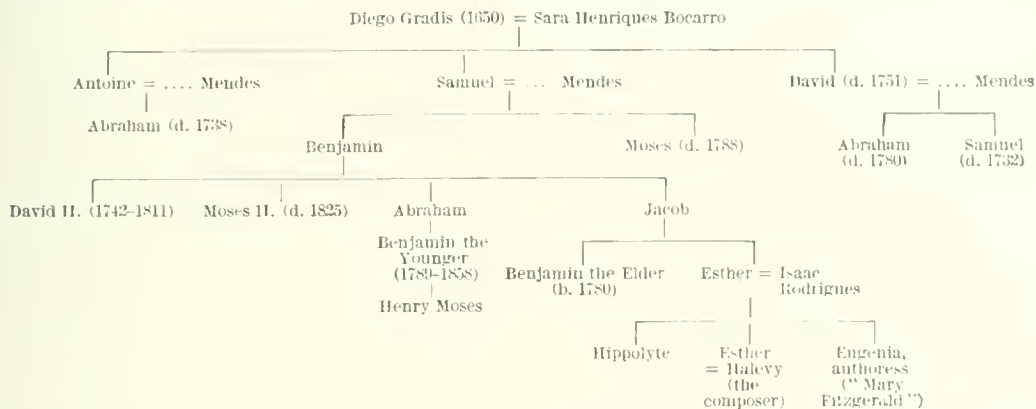 Diego Gradis (1650) = Sara Henriques Bocarro
Antoine = .... Mendes
Samuel = ... Mendes
David (d. 1751) = .... Mendes
Abraham (d. 1738)
Benjamin
Moses (d. 1788)
Abraham
(d. 1780)
Samuel
(d. 1732)
David II. (1742–1811)
Moses II. (d. 1825)
Abraham
Jacob
Benjamin the
Younger
(1789–1858)
Henry Moses
Benjamin the Elder
(b. 1780)
Esther = Isaac
Rodrigues
Hippolyte
Esther
= Halevy
(the
composer)
Eugenia,
authoress
("Mary
Fitzgerald")